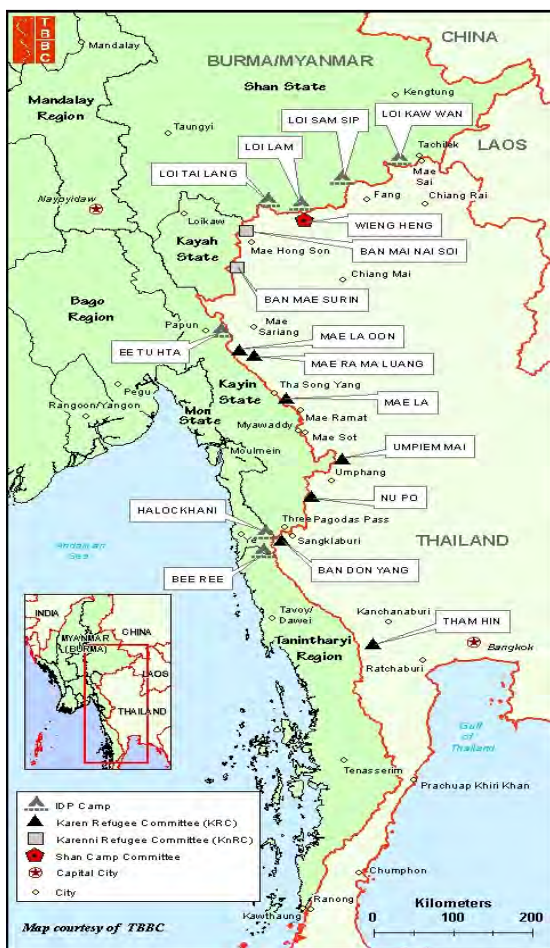 T
B
B
C
CHINA
Mandalay
BURMA/MYANMAR
Shan State
Mandalay
Region
Kengtung
LOI SAM SIP
LOI KAW WAN
Taungyi
LAOS
LOI LAM
Tachilek
LOI TAI LANG
Mae
Sai
Fang
Chiang Rai
Naypyidaw
Loikaw
WIENG HENG
Kayah
State
BAN MAI NAI SOI
Mae Hong Son
Chiang Mai
Bago
Region
BAN MAE SURIN
Papun
Mae
Sariang
MAE LA OON
EE TU HTA
MAE RA MA LUANG
Kayin
State
Tha Song Yang
MAE LA
Pegu
Rangoon/Yangon
Mon
State
Mae Ramat
Myawaddy
Mae Sot
UMPIEM MAI
Moulmein
Umphang
NU PO
HALOCKHANI
Three Pagodas Pass
THAILAND
Ye
Sangklaburi
Andaman
Sea
BEE REE
BAN DON YANG
INDIA
CHINA
MYANMAR
(BURMA)
LAOS
THAILAND
Tavoy/
Dawei
Kanchanaburi
THAM HIN
Tanintharyi
Region
Bangkok
Ratchaburi
Gulf
of
Thailand
Tenasserim
Prachuap Khiri Khan
IDP Camp
Karen Refugee Committee (KRC)
Karenni Refugee Committee (KnRC)
Shan Camp Committee
Capital City
City
Chumphon
Ranong
Kawthaung
Kilometers
0 100 200
Map courtesy of TBBC